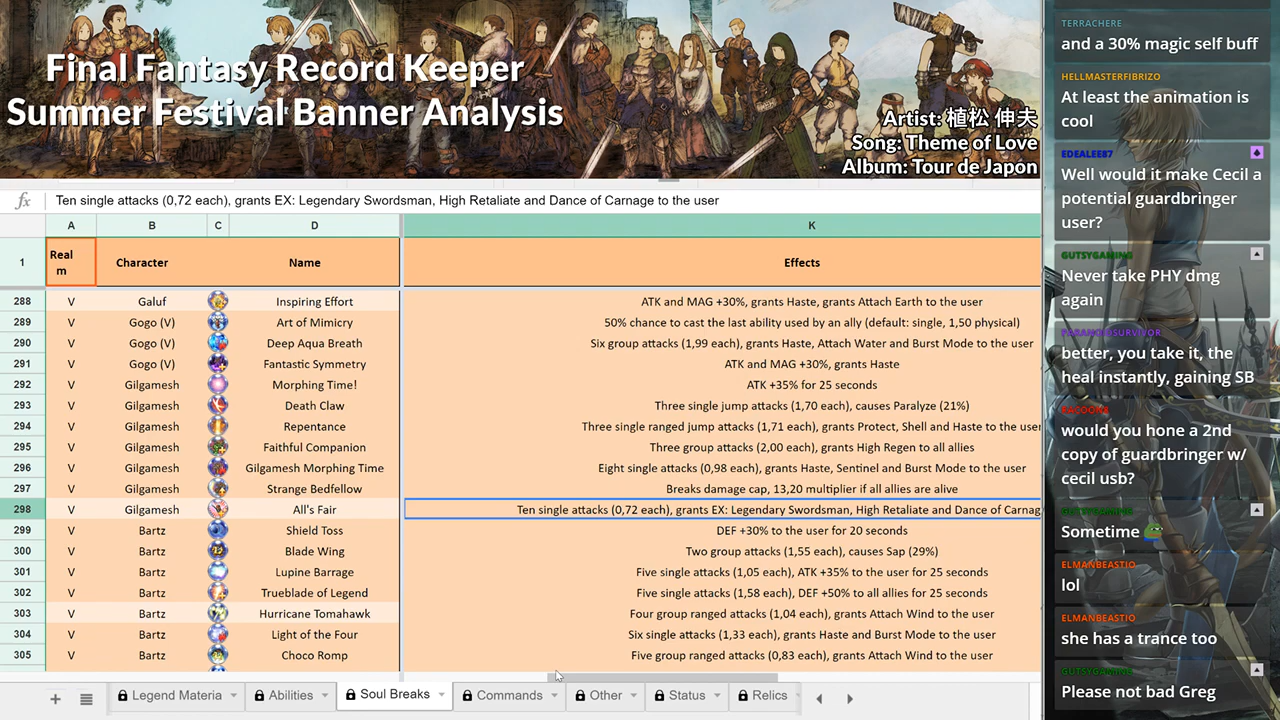 Final Fantasy Record Keeper
Summer Festival Banner Analysis
Artist: 植松 伸夫
Song: Theme of Love
Album: Tour de Japon
fx Ten single attacks (0,72 each), grants EX: Legendary Swordsman, High Retaliate and Dance of Carnage to the user
A B C D K
1 Real m Character Name Effects
288 V Galuf Inspiring Effort ATK and MAG +30%, grants Haste, grants Attach Earth to the user
289 V Gogo (V) Art of Mimicry 50% chance to cast the last ability used by an ally (default: single, 1,50 physical)
290 V Gogo (V) Deep Aqua Breath Six group attacks (1,99 each), grants Haste, Attach Water and Burst Mode to the user
291 V Gogo (V) Fantastic Symmetry ATK and MAG +30%, grants Haste
292 V Gilgamesh Morphing Time! ATK +35% for 25 seconds
293 V Gilgamesh Death Claw Three single jump attacks (1,70 each), causes Paralyze (21%)
294 V Gilgamesh Repentance Three single ranged jump attacks (1,71 each), grants Protect, Shell and Haste to the user
295 V Gilgamesh Faithful Companion Three group attacks (2,00 each), grants High Regen to all allies
296 V Gilgamesh Gilgamesh Morphing Time Eight single attacks (0,98 each), grants Haste, Sentinel and Burst Mode to the user
297 V Gilgamesh Strange Bedfellow Breaks damage cap, 13,20 multiplier if all allies are alive
298 V Gilgamesh All's Fair Ten single attacks (0,72 each), grants EX: Legendary Swordsman, High Retaliate and Dance of Carnag
299 V Bartz Shield Toss DEF +30% to the user for 20 seconds
300 V Bartz Blade Wing Two group attacks (1,55 each), causes Sap (29%)
301 V Bartz Lupine Barrage Five single attacks (1,05 each), ATK +35% to the user for 25 seconds
302 V Bartz Trueblade of Legend Five single attacks (1,58 each), DEF +50% to all allies for 25 seconds
303 V Bartz Hurricane Tomahawk Four group ranged attacks (1,04 each), grants Attach Wind to the user
304 V Bartz Light of the Four Six single attacks (1,33 each), grants Haste and Burst Mode to the user
305 V Bartz Choco Romp Five group ranged attacks (0,83 each), grants Attach Wind to the user
Legend Materia Abilities Soul Breaks Commands Other Status Relics
TERRACHERE
and a 30% magic self buff
HELLMASTERFIBRIZO
At least the animation is
cool
EDEALEE87
Well would it make Cecil a
potential guardbringer
user?
GUTSYGAMING
Never take PHY dmg
again
PARANOIDSURVIVOR
better, you take it, the
heal instantly, gaining SB
would you hone a 2nd
copy of guardbringer w/
cecil usb?
GUTSYGAMING
Sometime
ELMANBEASTIO
lol
ELMANBEASTIO
she has a trance too
GUTSYGAMING
Please not bad Greg